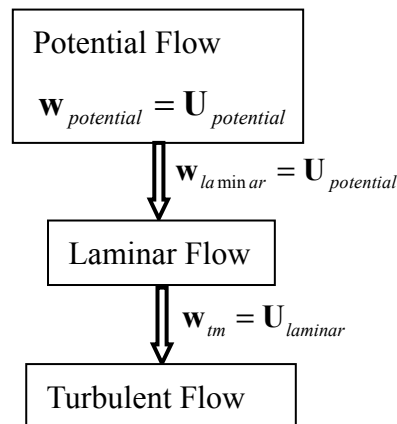 Potential Flow
w_potential = U_potential
w_laminar = U_potential
Laminar Flow
w_tm = U_laminar
Turbulent Flow